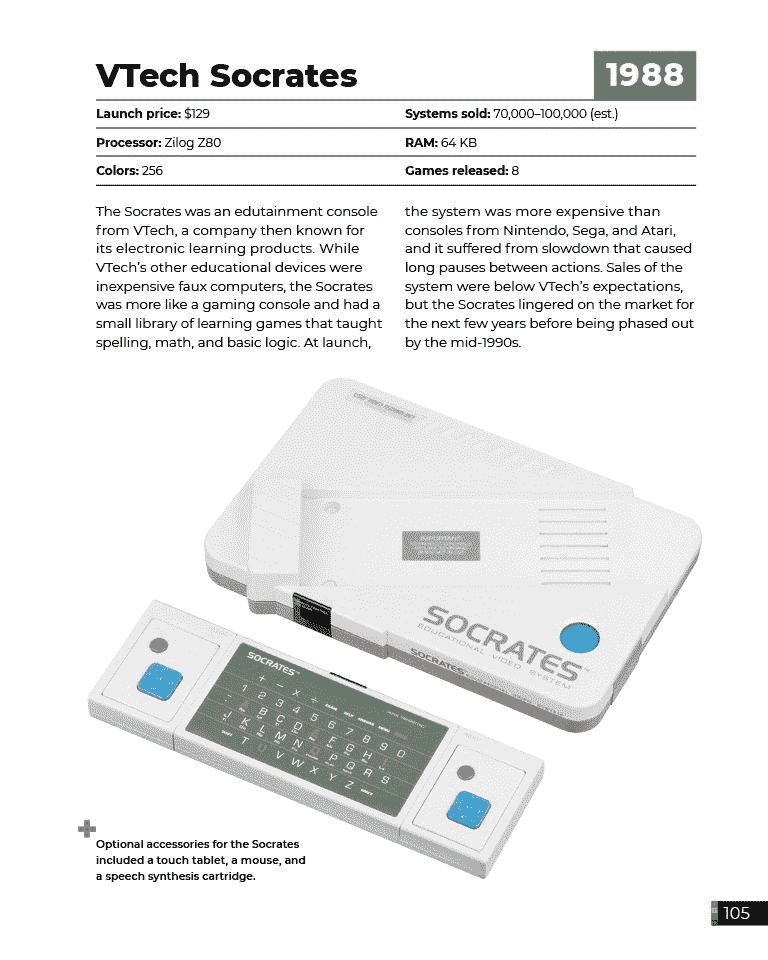 VTech Socrates
1988
Launch price: $129
Systems sold: 70,000–100,000 (est.)
Processor: Zilog Z80
RAM: 64 KB
Colors: 256
Games released: 8
The Socrates was an edutainment console
from VTech, a company then known for
its electronic learning products. While
VTech's other educational devices were
inexpensive faux computers, the Socrates
was more like a gaming console and had a
small library of learning games that taught
spelling, math, and basic logic. At launch,
the system was more expensive than
consoles from Nintendo, Sega, and Atari,
and it suffered from slowdown that caused
long pauses between actions. Sales of the
system were below VTech's expectations,
but the Socrates lingered on the market for
the next few years before being phased out
by the mid-1990s.
IMPORTANT
SOCRATES™
EDUCATIONAL VIDEO SYSTEM
SOCRATES
SOCRATES™
+ − × ÷
1 2 3 4 5 6 7 8 9 0
B C D F G H
J K L M N P Q R S
T V W X Y Z
Optional accessories for the Socrates
included a touch tablet, a mouse, and
a speech synthesis cartridge.
105